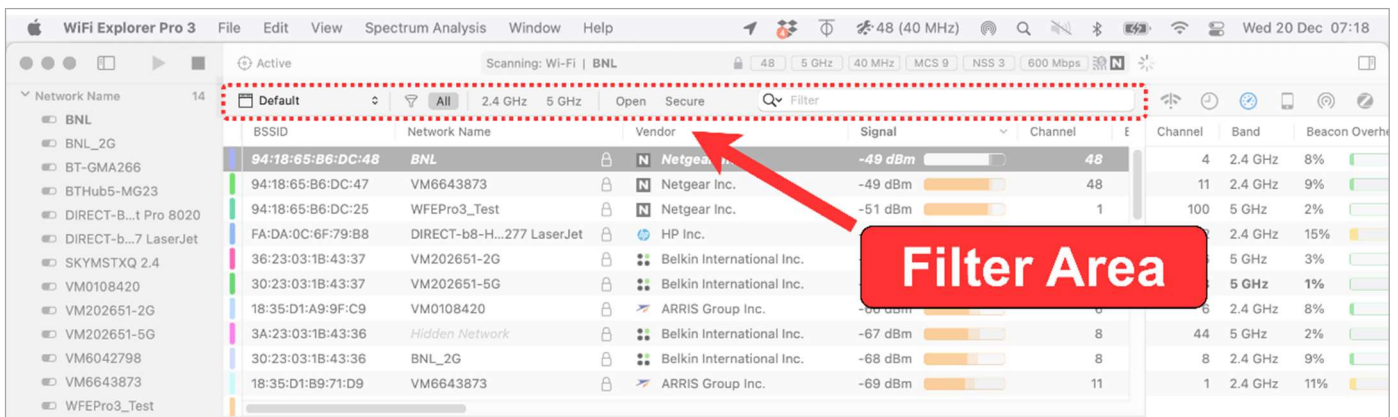 WiFi Explorer Pro 3 File Edit View Spectrum Analysis Window Help 48 (40 MHz) Wed 20 Dec 07:18
Active Scanning: Wi-Fi | BNL 48 5 GHz 40 MHz MCS 9 NSS 3 600 Mbps N
Network Name 14
BNL
BNL_2G
BT-GMA266
BTHub5-MG23
DIRECT-B...t Pro 8020
DIRECT-b...7 LaserJet
SKYMSTXQ 2.4
VM0108420
VM202651-2G
VM202651-5G
VM6042798
VM6643873
WFEPro3_Test
Default All 2.4 GHz 5 GHz Open Secure Filter
BSSID Network Name Vendor Signal Channel
94:18:65:B6:DC:48 BNL N Netgear -49 dBm 48
94:18:65:B6:DC:47 VM6643873 N Netgear Inc. -49 dBm 48
94:18:65:B6:DC:25 WFEPro3_Test N Netgear Inc. -51 dBm 1
FA:DA:0C:6F:79:B8 DIRECT-b8-H...277 LaserJet HP Inc.
36:23:03:1B:43:37 VM202651-2G Belkin International Inc.
30:23:03:1B:43:37 VM202651-5G Belkin International Inc.
18:35:D1:A9:9F:C9 VM0108420 ARRIS Group Inc. 6
3A:23:03:1B:43:36 Hidden Network Belkin International Inc. -67 dBm 8
30:23:03:1B:43:36 BNL_2G Belkin International Inc. -68 dBm 8
18:35:D1:B9:71:D9 VM6643873 ARRIS Group Inc. -69 dBm 11
Filter Area
Channel Band Beacon
4 2.4 GHz 8%
11 2.4 GHz 9%
100 5 GHz 2%
2.4 GHz 15%
5 GHz 3%
5 GHz 1%
6 2.4 GHz 8%
44 5 GHz 2%
8 2.4 GHz 9%
1 2.4 GHz 11%